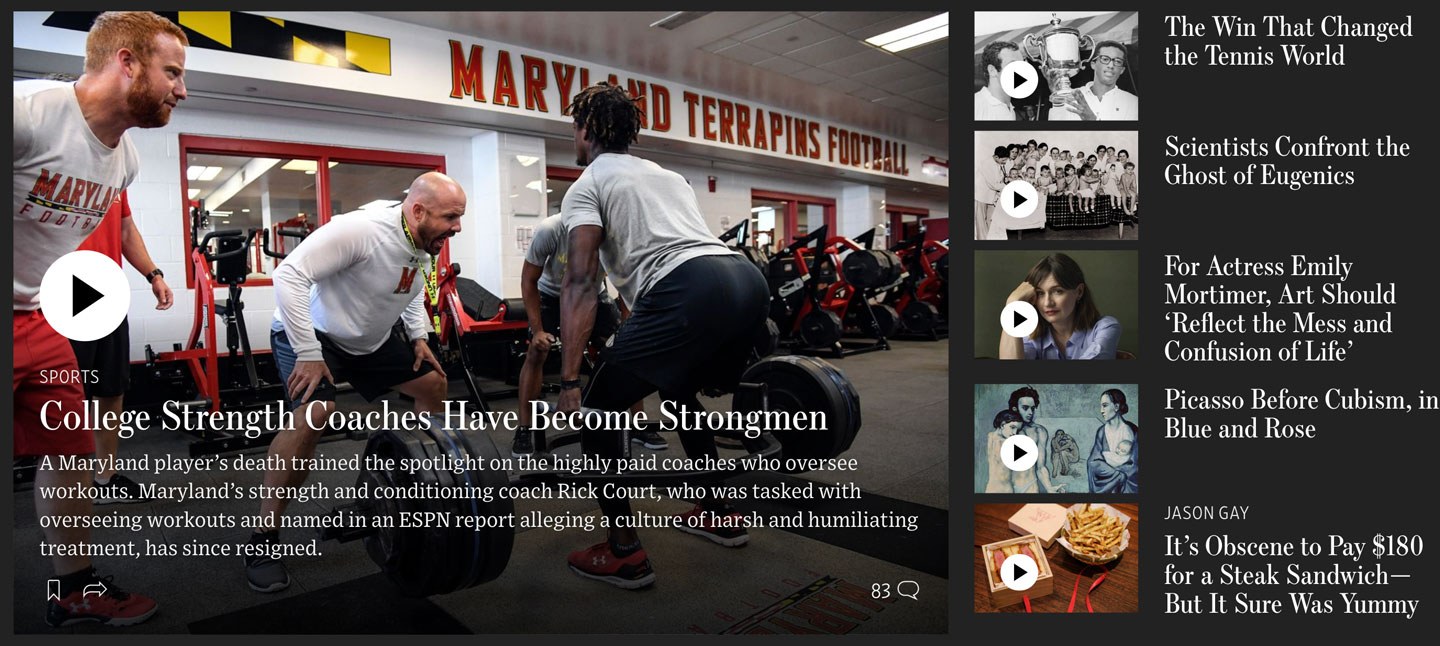 MARYLAND TERRAPINS FOOTBALL
MARYLA
FOOTB
M
SPORTS
College Strength Coaches Have Become Strongmen
A Maryland player’s death trained the spotlight on the highly paid coaches who oversee
workouts. Maryland’s strength and conditioning coach Rick Court, who was tasked with
overseeing workouts and named in an ESPN report alleging a culture of harsh and humiliating
treatment, has since resigned.
83
The Win That Changed
the Tennis World
Scientists Confront the
Ghost of Eugenics
For Actress Emily
Mortimer, Art Should
‘Reflect the Mess and
Confusion of Life’
Picasso Before Cubism, in
Blue and Rose
JASON GAY
It’s Obscene to Pay $180
for a Steak Sandwich—
But It Sure Was Yummy